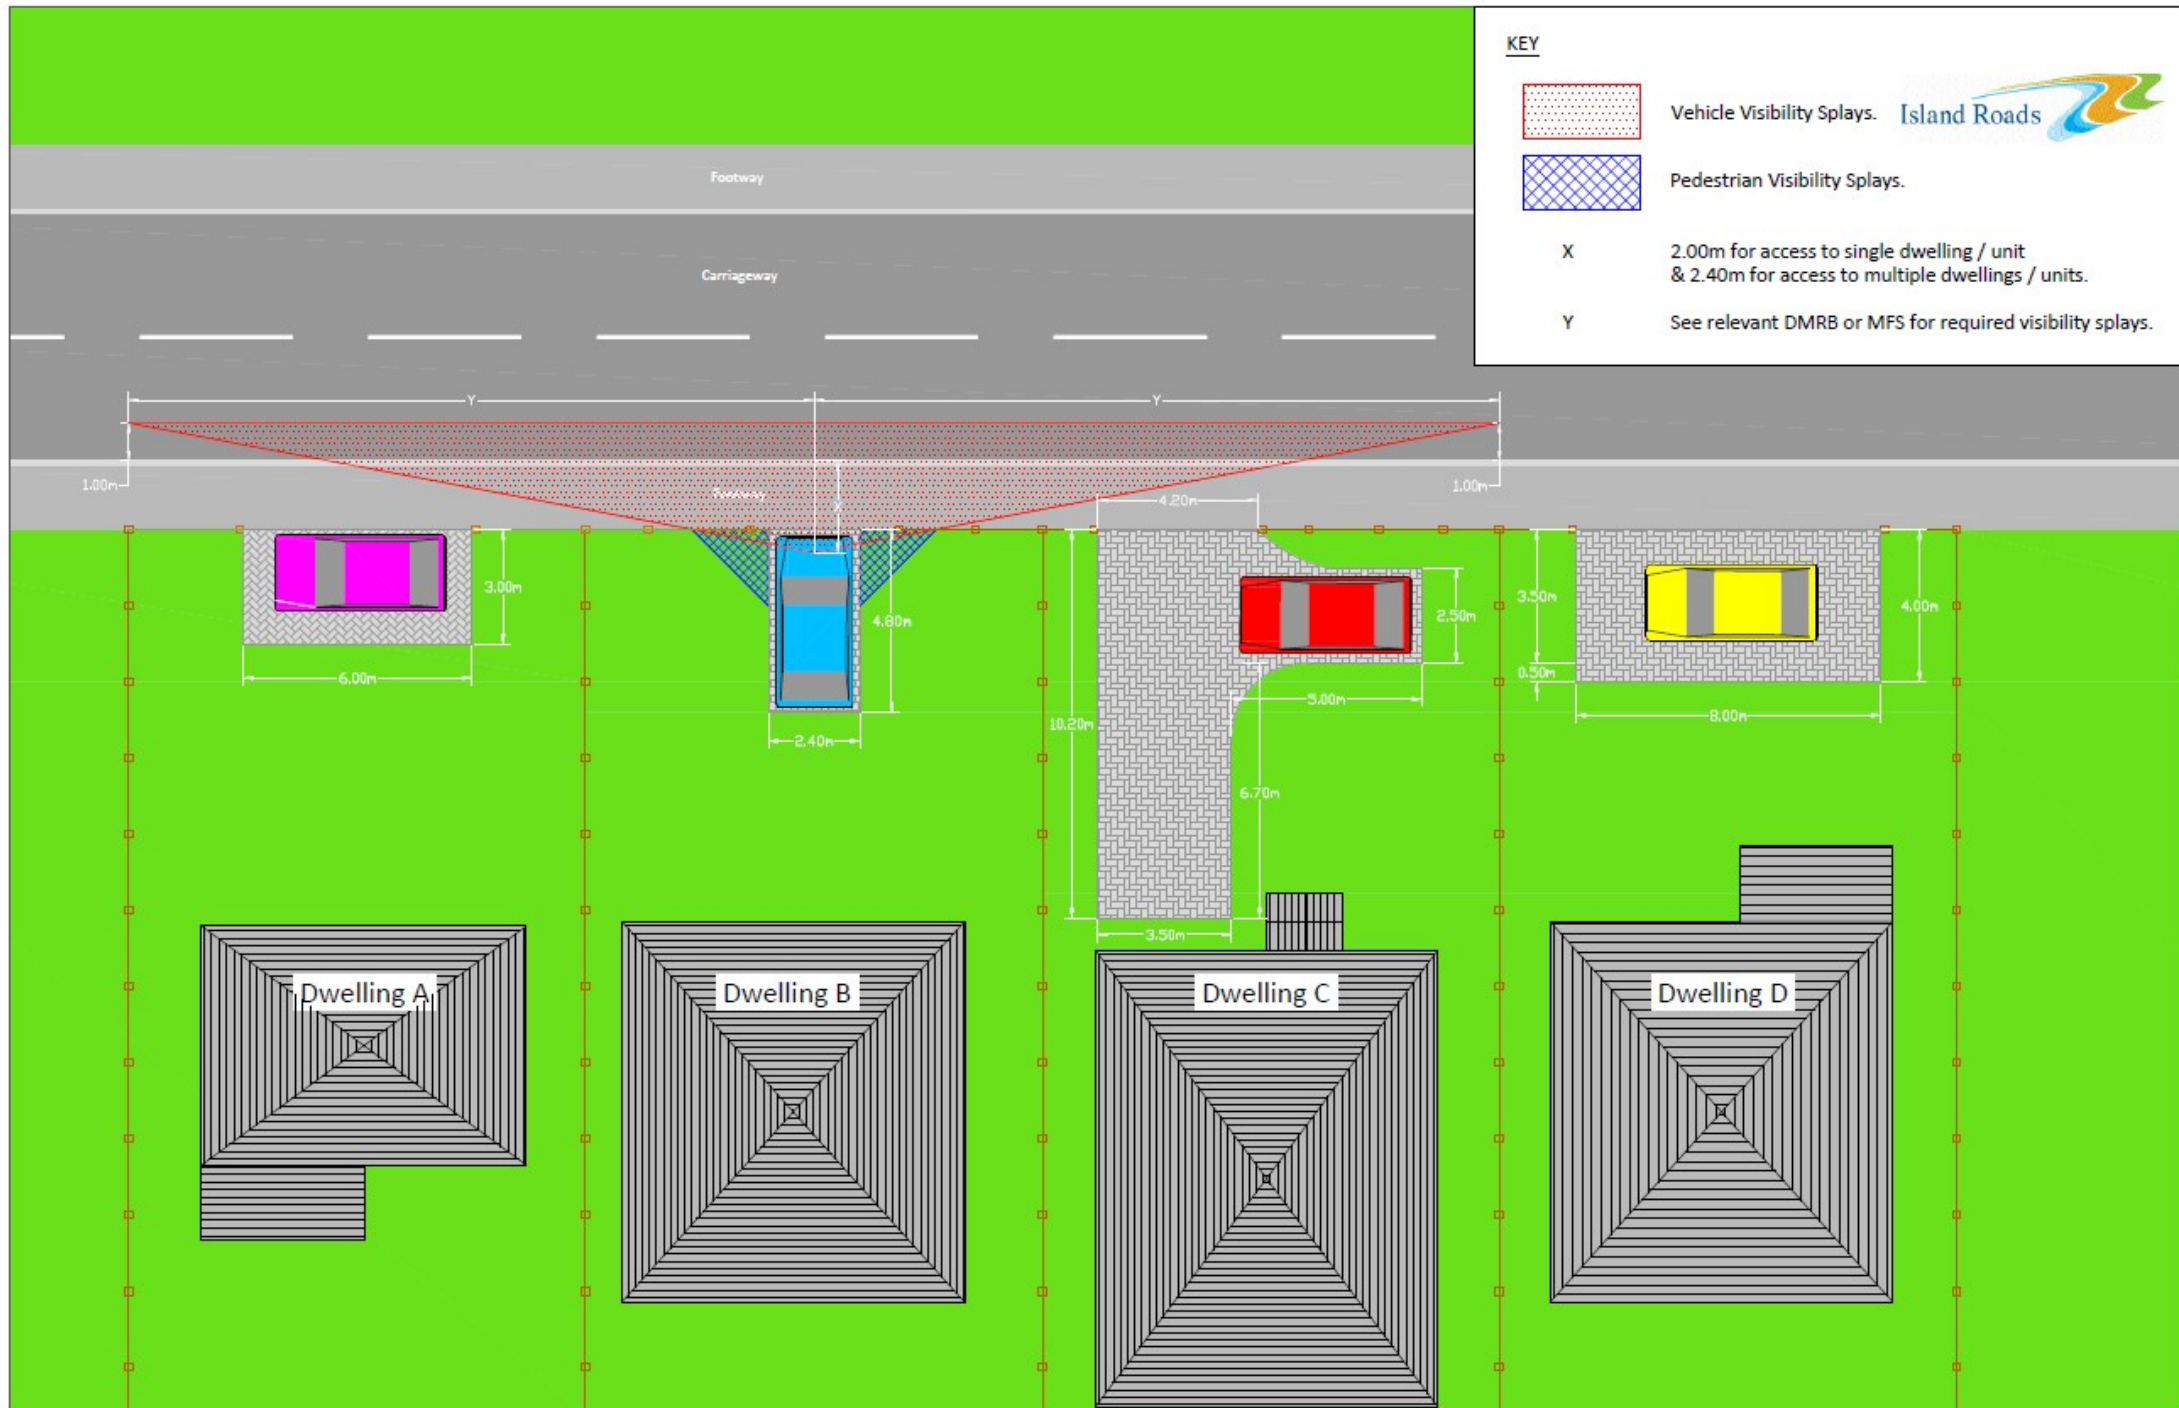 KEY
Vehicle Visibility Splays.
Island Roads
Pedestrian Visibility Splays.
X 2.00m for access to single dwelling / unit
& 2.40m for access to multiple dwellings / units.
Y See relevant DMRB or MFS for required visibility splays.
Footway
Carriageway
Y
Y
1.00m
Footway
X
1.00m
4.20m
3.00m
6.00m
4.80m
2.40m
2.50m
5.00m
10.20m
6.70m
3.50m
3.50m
0.50m
4.00m
8.00m
Dwelling A
Dwelling B
Dwelling C
Dwelling D